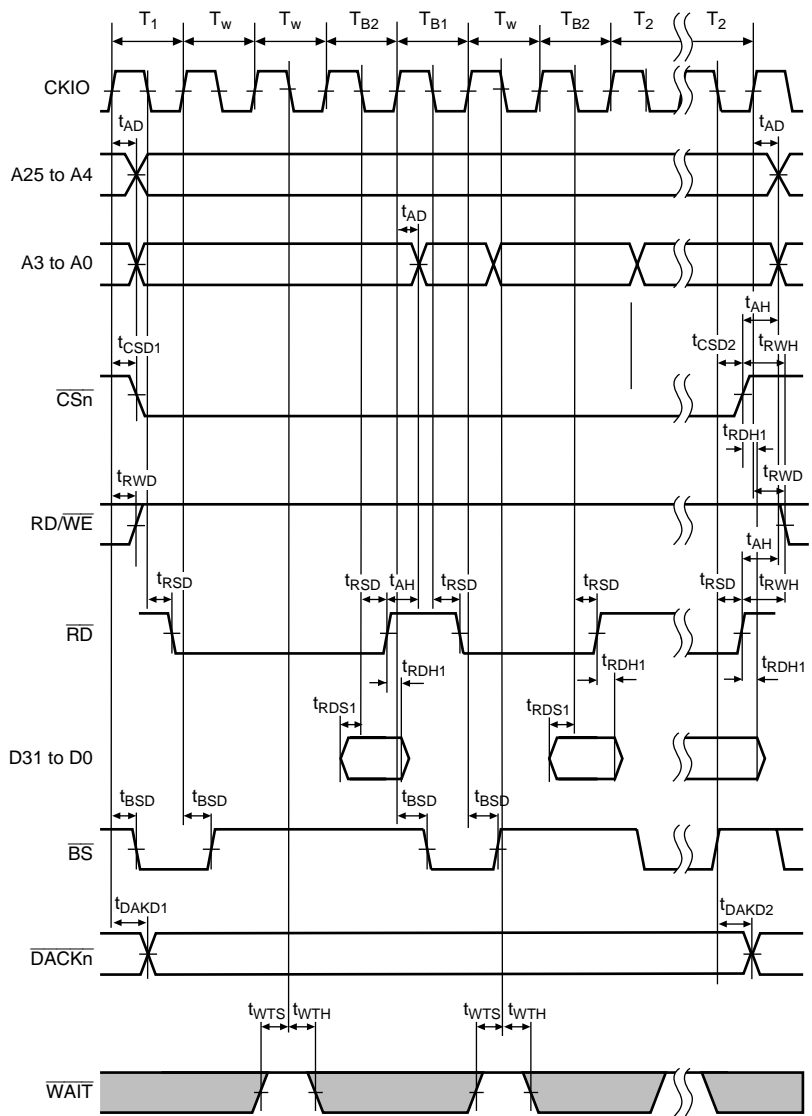 T1 Tw Tw TB2 TB1 Tw TB2 T2 T2
CKIO
tAD tAD
A25 to A4
tAD
A3 to A0
tAH
tCSD1 tCSD2 tRWH
CSn
tRDH1
tRWD tRWD
RD/WE
tAH
tRSD tRSD tAH tRSD tRSD tRSD tRWH
RD
tRDH1 tRDH1 tRDH1
tRDS1 tRDS1
D31 to D0
tBSD tBSD tBSD tBSD
BS
tDAKD1 tDAKD2
DACKn
tWTS tWTH tWTS tWTH
WAIT